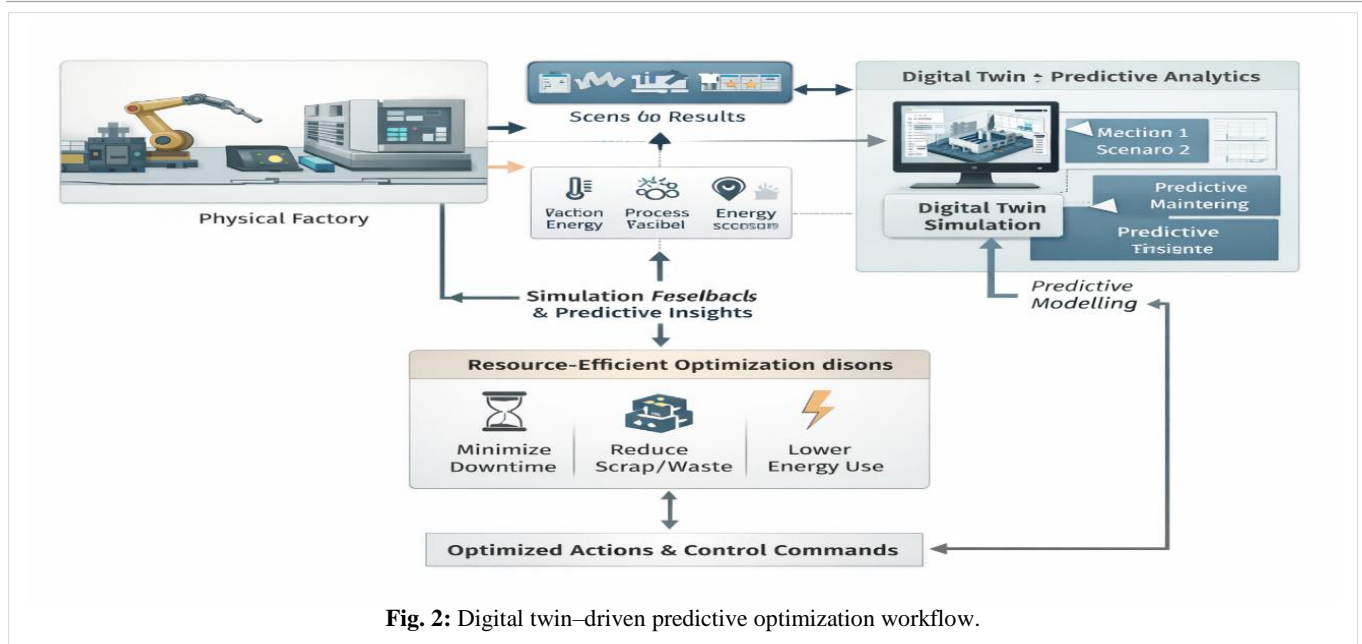 Scens 60 Results
Digital Twin + Predictive Analytics
Mection 1
Scenaro 2
Physical Factory
Vaction
Energy
Process
Vacibel
Energy
Digital Twin
Simulation
Predictive
Maintering
Predictive
Tinsiqnte
Simulation Feselbacls
& Predictive Insights
Predictive
Modelling
Resource-Efficient Optimization disons
Minimize
Downtime
Reduce
Scrap/Waste
Lower
Energy Use
Optimized Actions & Control Commands
Fig. 2: Digital twin–driven predictive optimization workflow.